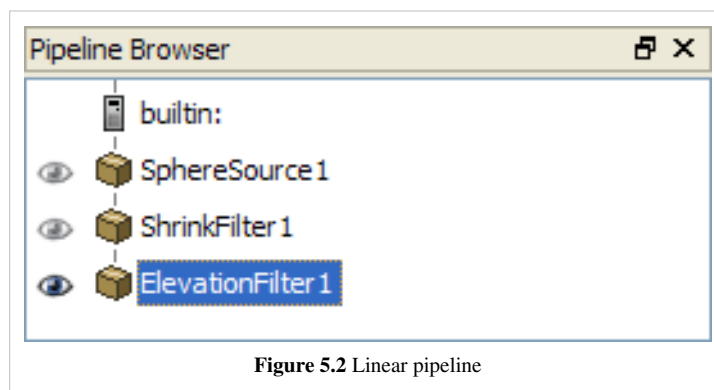 Pipeline Browser
builtin:
SphereSource1
ShrinkFilter1
ElevationFilter1
Figure 5.2 Linear pipeline